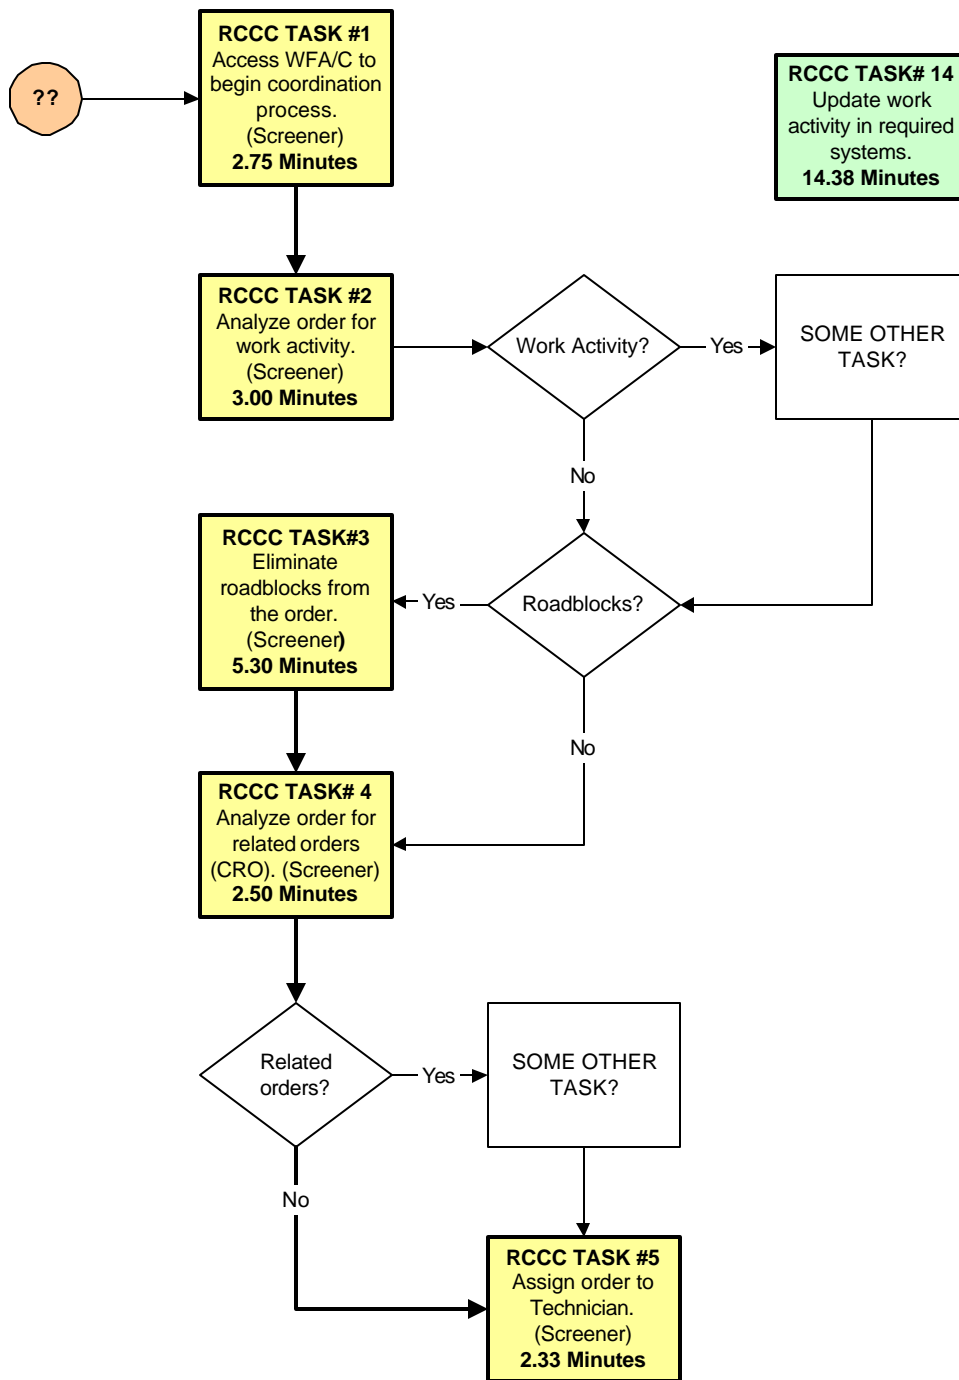 RCCC TASK #1
Access WFA/C to
begin coordination
process.
(Screener)
2.75 Minutes
??
RCCC TASK# 14
Update work
activity in required
systems.
14.38 Minutes
RCCC TASK #2
Analyze order for
work activity.
(Screener)
3.00 Minutes
Work Activity?
Yes
SOME OTHER
TASK?
No
RCCC TASK#3
Eliminate
roadblocks from
the order.
(Screener)
5.30 Minutes
Yes
Roadblocks?
No
RCCC TASK# 4
Analyze order for
related orders
(CRO). (Screener)
2.50 Minutes
Related
orders?
Yes
SOME OTHER
TASK?
No
RCCC TASK #5
Assign order to
Technician.
(Screener)
2.33 Minutes